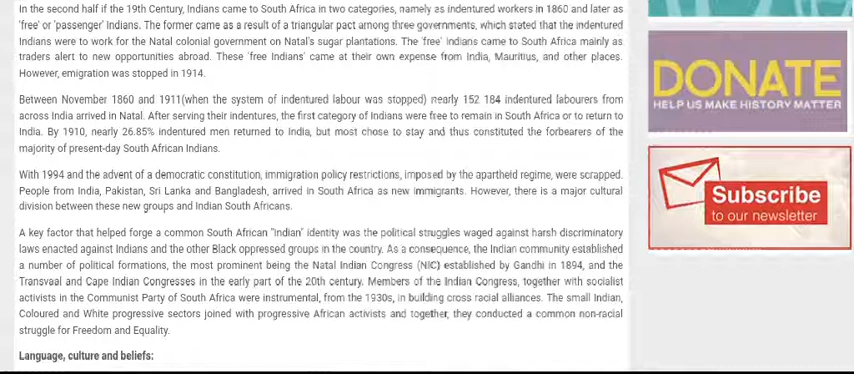 In the second half if the 19th Century, Indians came to South Africa in two categories, namely as indentured workers in 1860 and later as
'free' or 'passenger' Indians. The former came as a result of a triangular pact among three governments, which stated that the indentured
Indians were to work for the Natal colonial government on Natal's sugar plantations. The 'free' Indians came to South Africa mainly as
traders alert to new opportunities abroad. These 'free Indians' came at their own expense from India, Mauritius, and other places.
However, emigration was stopped in 1914.
Between November 1860 and 1911(when the system of indentured labour was stopped) nearly 152 184 indentured labourers from
across India arrived in Natal. After serving their indentures, the first category of Indians were free to remain in South Africa or to return to
India. By 1910, nearly 26.85% indentured men returned to India, but most chose to stay and thus constituted the forbearers of the
majority of present-day South African Indians.
With 1994 and the advent of a democratic constitution, immigration policy restrictions, imposed by the apartheid regime, were scrapped.
People from India, Pakistan, Sri Lanka and Bangladesh, arrived in South Africa as new immigrants. However, there is a major cultural
division between these new groups and Indian South Africans.
A key factor that helped forge a common South African "Indian" identity was the political struggles waged against harsh discriminatory
laws enacted against Indians and the other Black oppressed groups in the country. As a consequence, the Indian community established
a number of political formations, the most prominent being the Natal Indian Congress (NIC) established by Gandhi in 1894, and the
Transvaal and Cape Indian Congresses in the early part of the 20th century. Members of the Indian Congress, together with socialist
activists in the Communist Party of South Africa were instrumental, from the 1930s, in building cross racial alliances. The small Indian,
Coloured and White progressive sectors joined with progressive African activists and together, they conducted a common non-racial
struggle for Freedom and Equality.
Language, culture and beliefs:
DONATE
HELP US MAKE HISTORY MATTER
Subscribe
to our newsletter